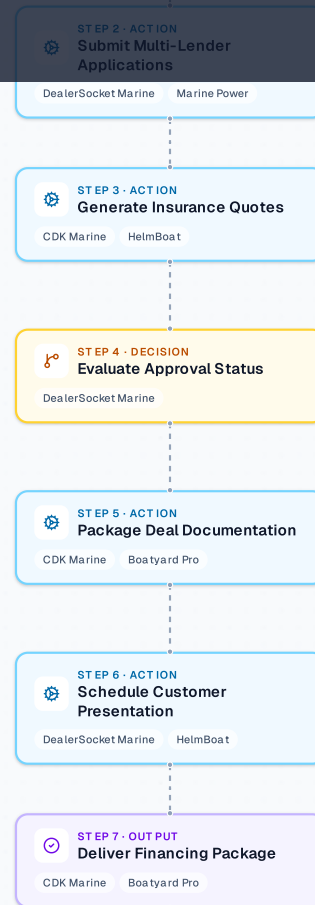 STEP 2 · ACTION
Submit Multi-Lender
Applications
DealerSocket Marine Marine Power
STEP 3 · ACTION
Generate Insurance Quotes
CDK Marine HelmBoat
STEP 4 · DECISION
Evaluate Approval Status
DealerSocket Marine
STEP 5 · ACTION
Package Deal Documentation
CDK Marine Boatyard Pro
STEP 6 · ACTION
Schedule Customer
Presentation
DealerSocket Marine HelmBoat
STEP 7 · OUTPUT
Deliver Financing Package
CDK Marine Boatyard Pro